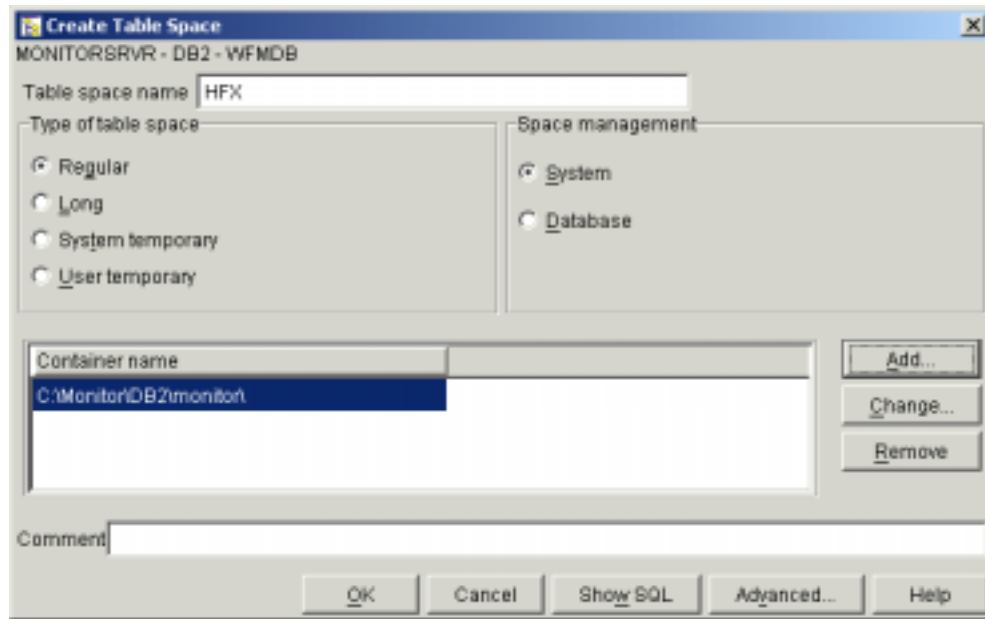 Create Table Space
MONITORSRVR - DB2 - WFMDB
Table space name HFX
Type of table space
Regular
Long
System temporary
User temporary
Space management
System
Database
Container name
C:\Monitor\DB2\monitor\
Add...
Change...
Remove
Comment
OK Cancel Show SQL Advanced... Help